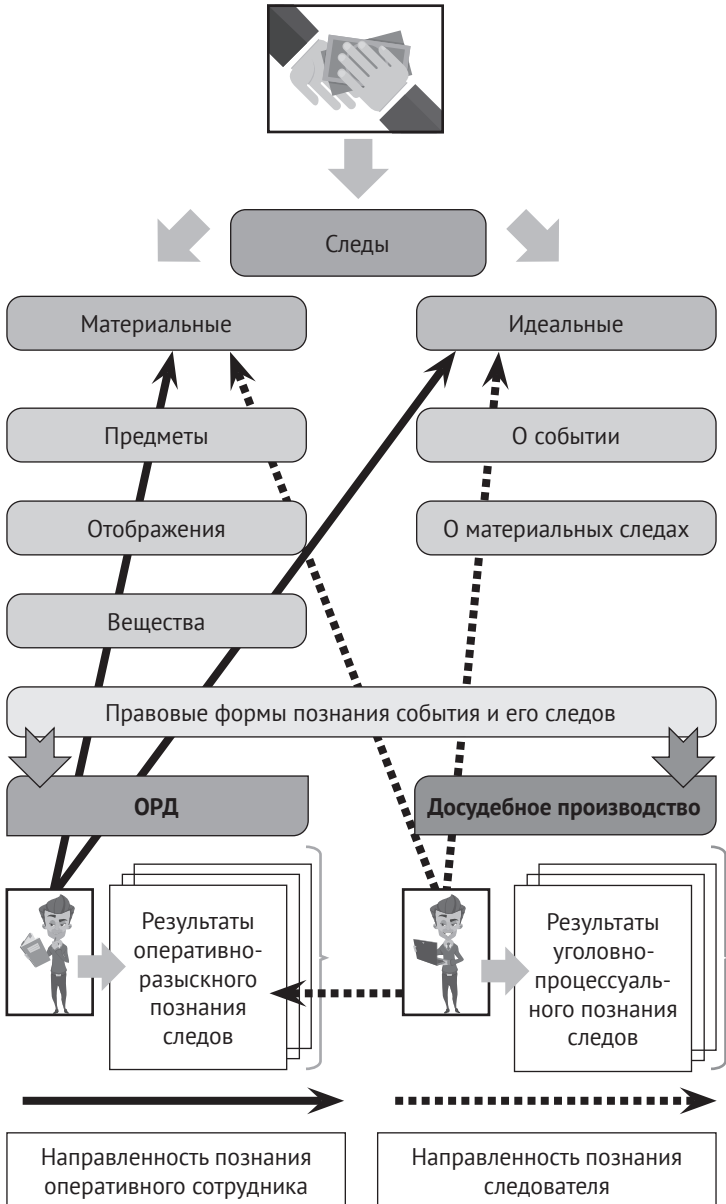 Следы
Материальные
Идеальные
Предметы
О событии
Отображения
О материальных следах
Вещества
Правовые формы познания события и его следов
ОРД
Досудебное производство
Результаты
оперативно-
разыскного
познания
следов
Результаты
уголовно-
процессуаль-
ного познания
следов
Направленность познания
оперативного сотрудника
Направленность познания
следователя